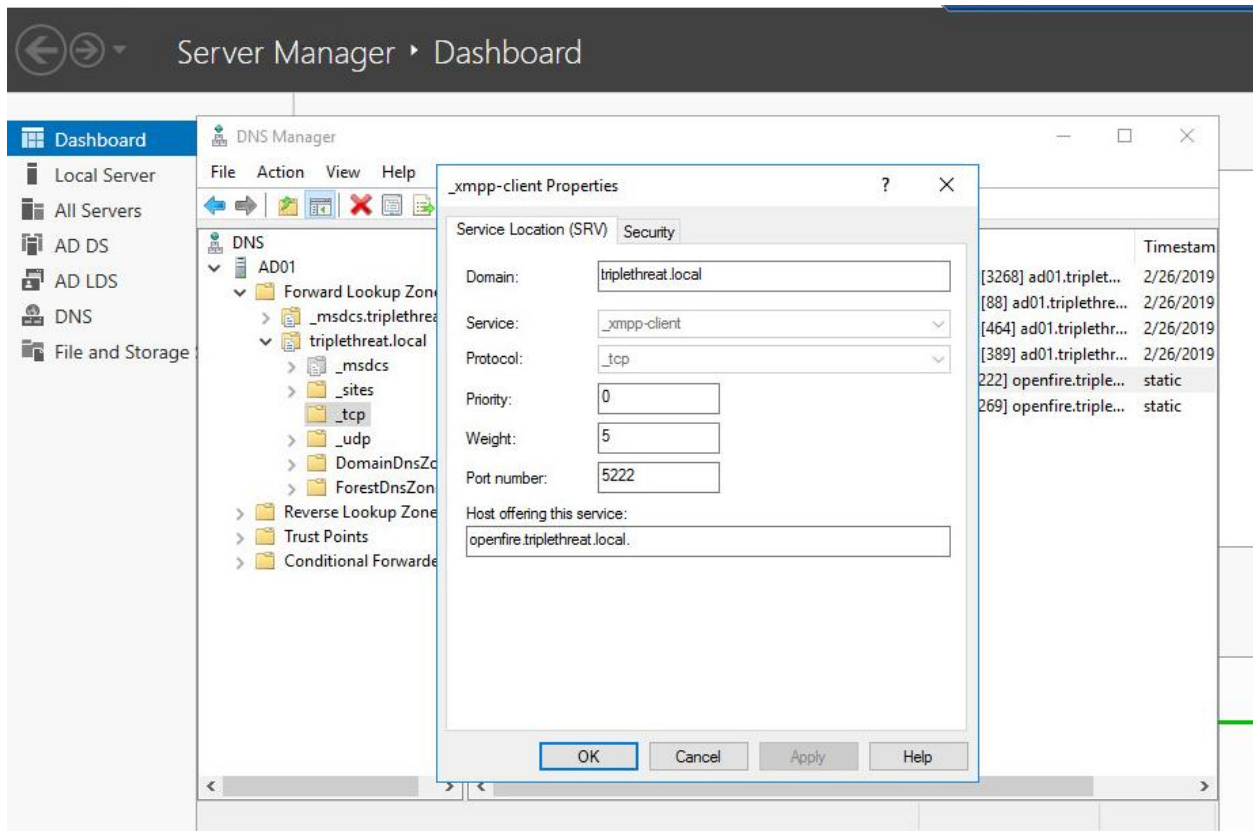 Server Manager ‣ Dashboard
Dashboard
Local Server
All Servers
AD DS
AD LDS
DNS
File and Storage
DNS Manager
File Action View Help
DNS
AD01
Forward Lookup Zone
_msdcs.triplethrea
triplethreat.local
_msdcs
_sites
_tcp
_udp
DomainDnsZo
ForestDnsZon
Reverse Lookup Zone
Trust Points
Conditional Forwarde
_xmpp-client Properties ?
Service Location (SRV) Security
Domain: triplethreat.local
Service: _xmpp-client
Protocol: _tcp
Priority: 0
Weight: 5
Port number: 5222
Host offering this service:
openfire.triplethreat.local.
OK Cancel Apply Help
Timestam
[3268] ad01.triplet... 2/26/2019
[88] ad01.triplethre... 2/26/2019
[464] ad01.triplethr... 2/26/2019
[389] ad01.triplethr... 2/26/2019
222] openfire.triple... static
269] openfire.triple... static